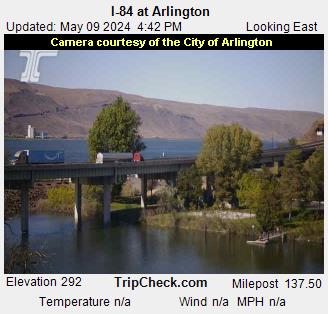 I-84 at Arlington
Updated: May 09 2024 4:42 PM Looking East
Camera courtesy of the City of Arlington
Elevation 292 TripCheck.com Milepost 137.50
Temperature n/a Wind n/a MPH n/a